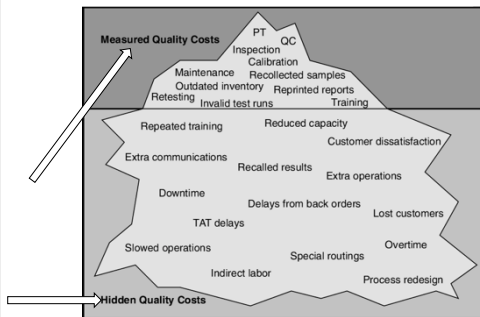 PT
Measured Quality Costs
QC
Inspection
Calibration
Maintenance
Recollected samples
Outdated inventory
Reprinted reports
Retesting
Invalid test runs
Training
Repeated training
Reduced capacity
Customer dissatisfaction
Extra communications
Recalled results
Extra operations
Downtime
Delays from back orders
Lost customers
TAT delays
Slowed operations
Overtime
Special routings
Indirect labor
Process redesign
Hidden Quality Costs